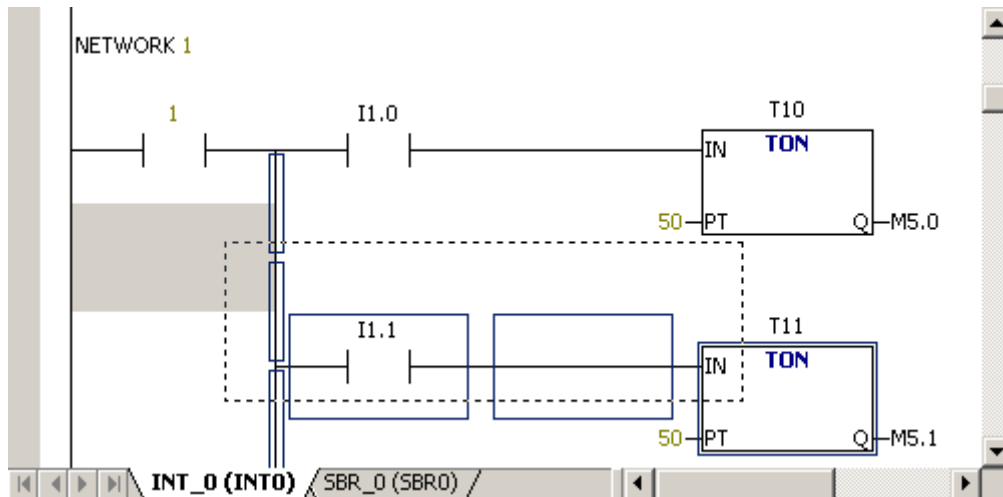 NETWORK 1
1 I1.0 T10
IN TON
50 PT Q M5.0
I1.1 T11
IN TON
50 PT Q M5.1
INT_0 (INT0) SBR_0 (SBR0)